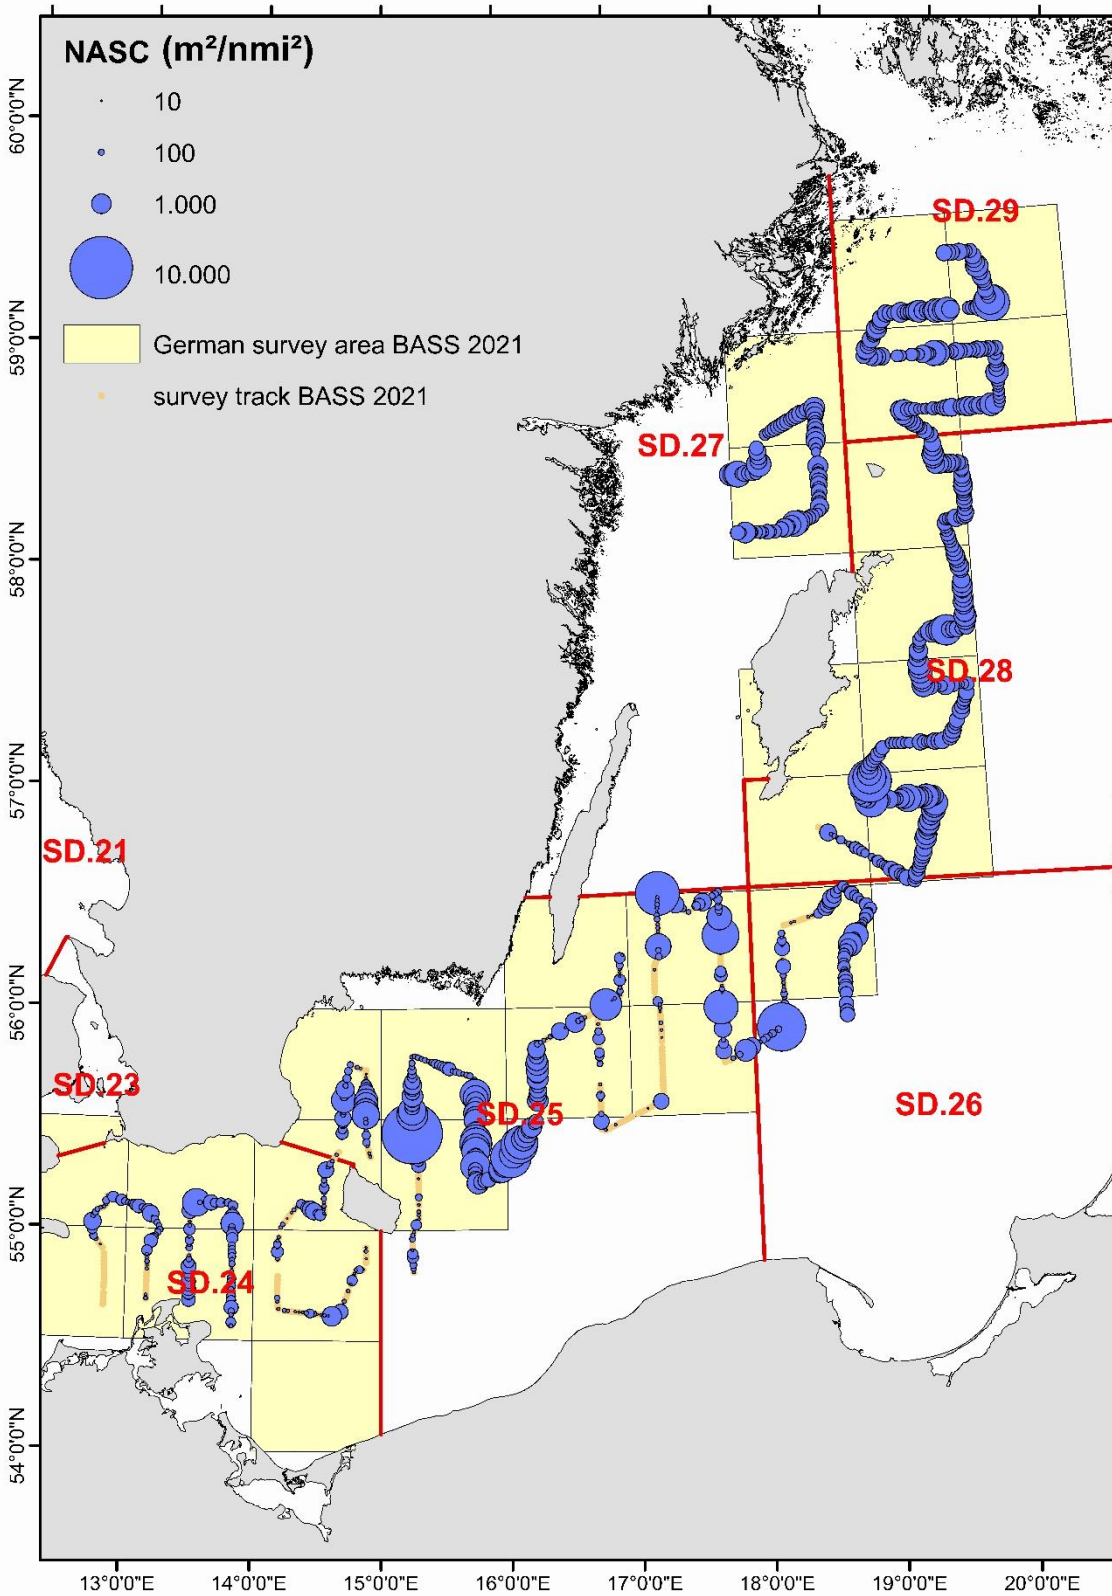 NASC (m²/nmi²)
10
100
1.000
10.000
German survey area BASS 2021
survey track BASS 2021
SD.29
SD.27
SD.28
SD.21
SD.23
SD.25
SD.26
SD.24
60°0'0"N
59°0'0"N
58°0'0"N
57°0'0"N
56°0'0"N
55°0'0"N
54°0'0"N
13°0'0"E
14°0'0"E
15°0'0"E
16°0'0"E
17°0'0"E
18°0'0"E
19°0'0"E
20°0'0"E